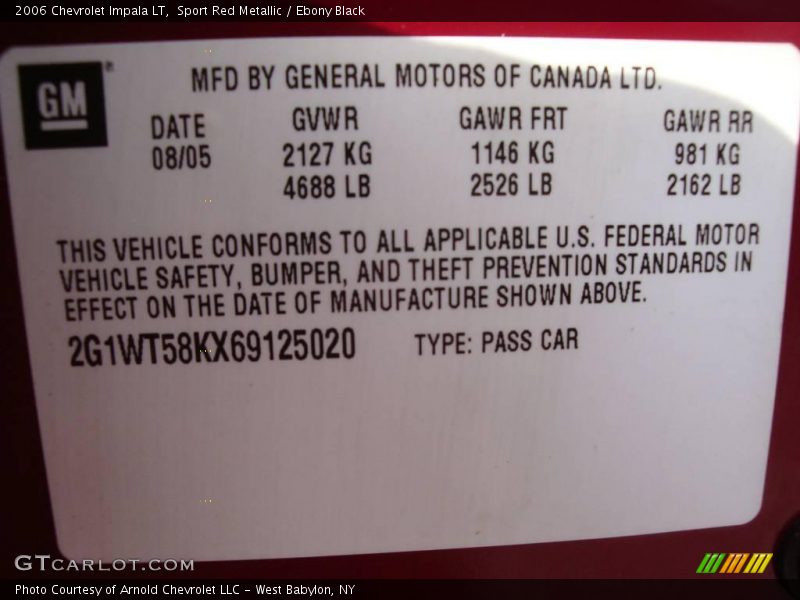 2006 Chevrolet Impala LT, Sport Red Metallic / Ebony Black
GM
MFD BY GENERAL MOTORS OF CANADA LTD.
DATE GVWR GAWR FRT GAWR RR
08/05 2127 KG 1146 KG 981 KG
4688 LB 2526 LB 2162 LB
THIS VEHICLE CONFORMS TO ALL APPLICABLE U.S. FEDERAL MOTOR
VEHICLE SAFETY, BUMPER, AND THEFT PREVENTION STANDARDS IN
EFFECT ON THE DATE OF MANUFACTURE SHOWN ABOVE.
2G1WT58KX69125020 TYPE: PASS CAR
GTCARLOT.COM
Photo Courtesy of Arnold Chevrolet LLC - West Babylon, NY